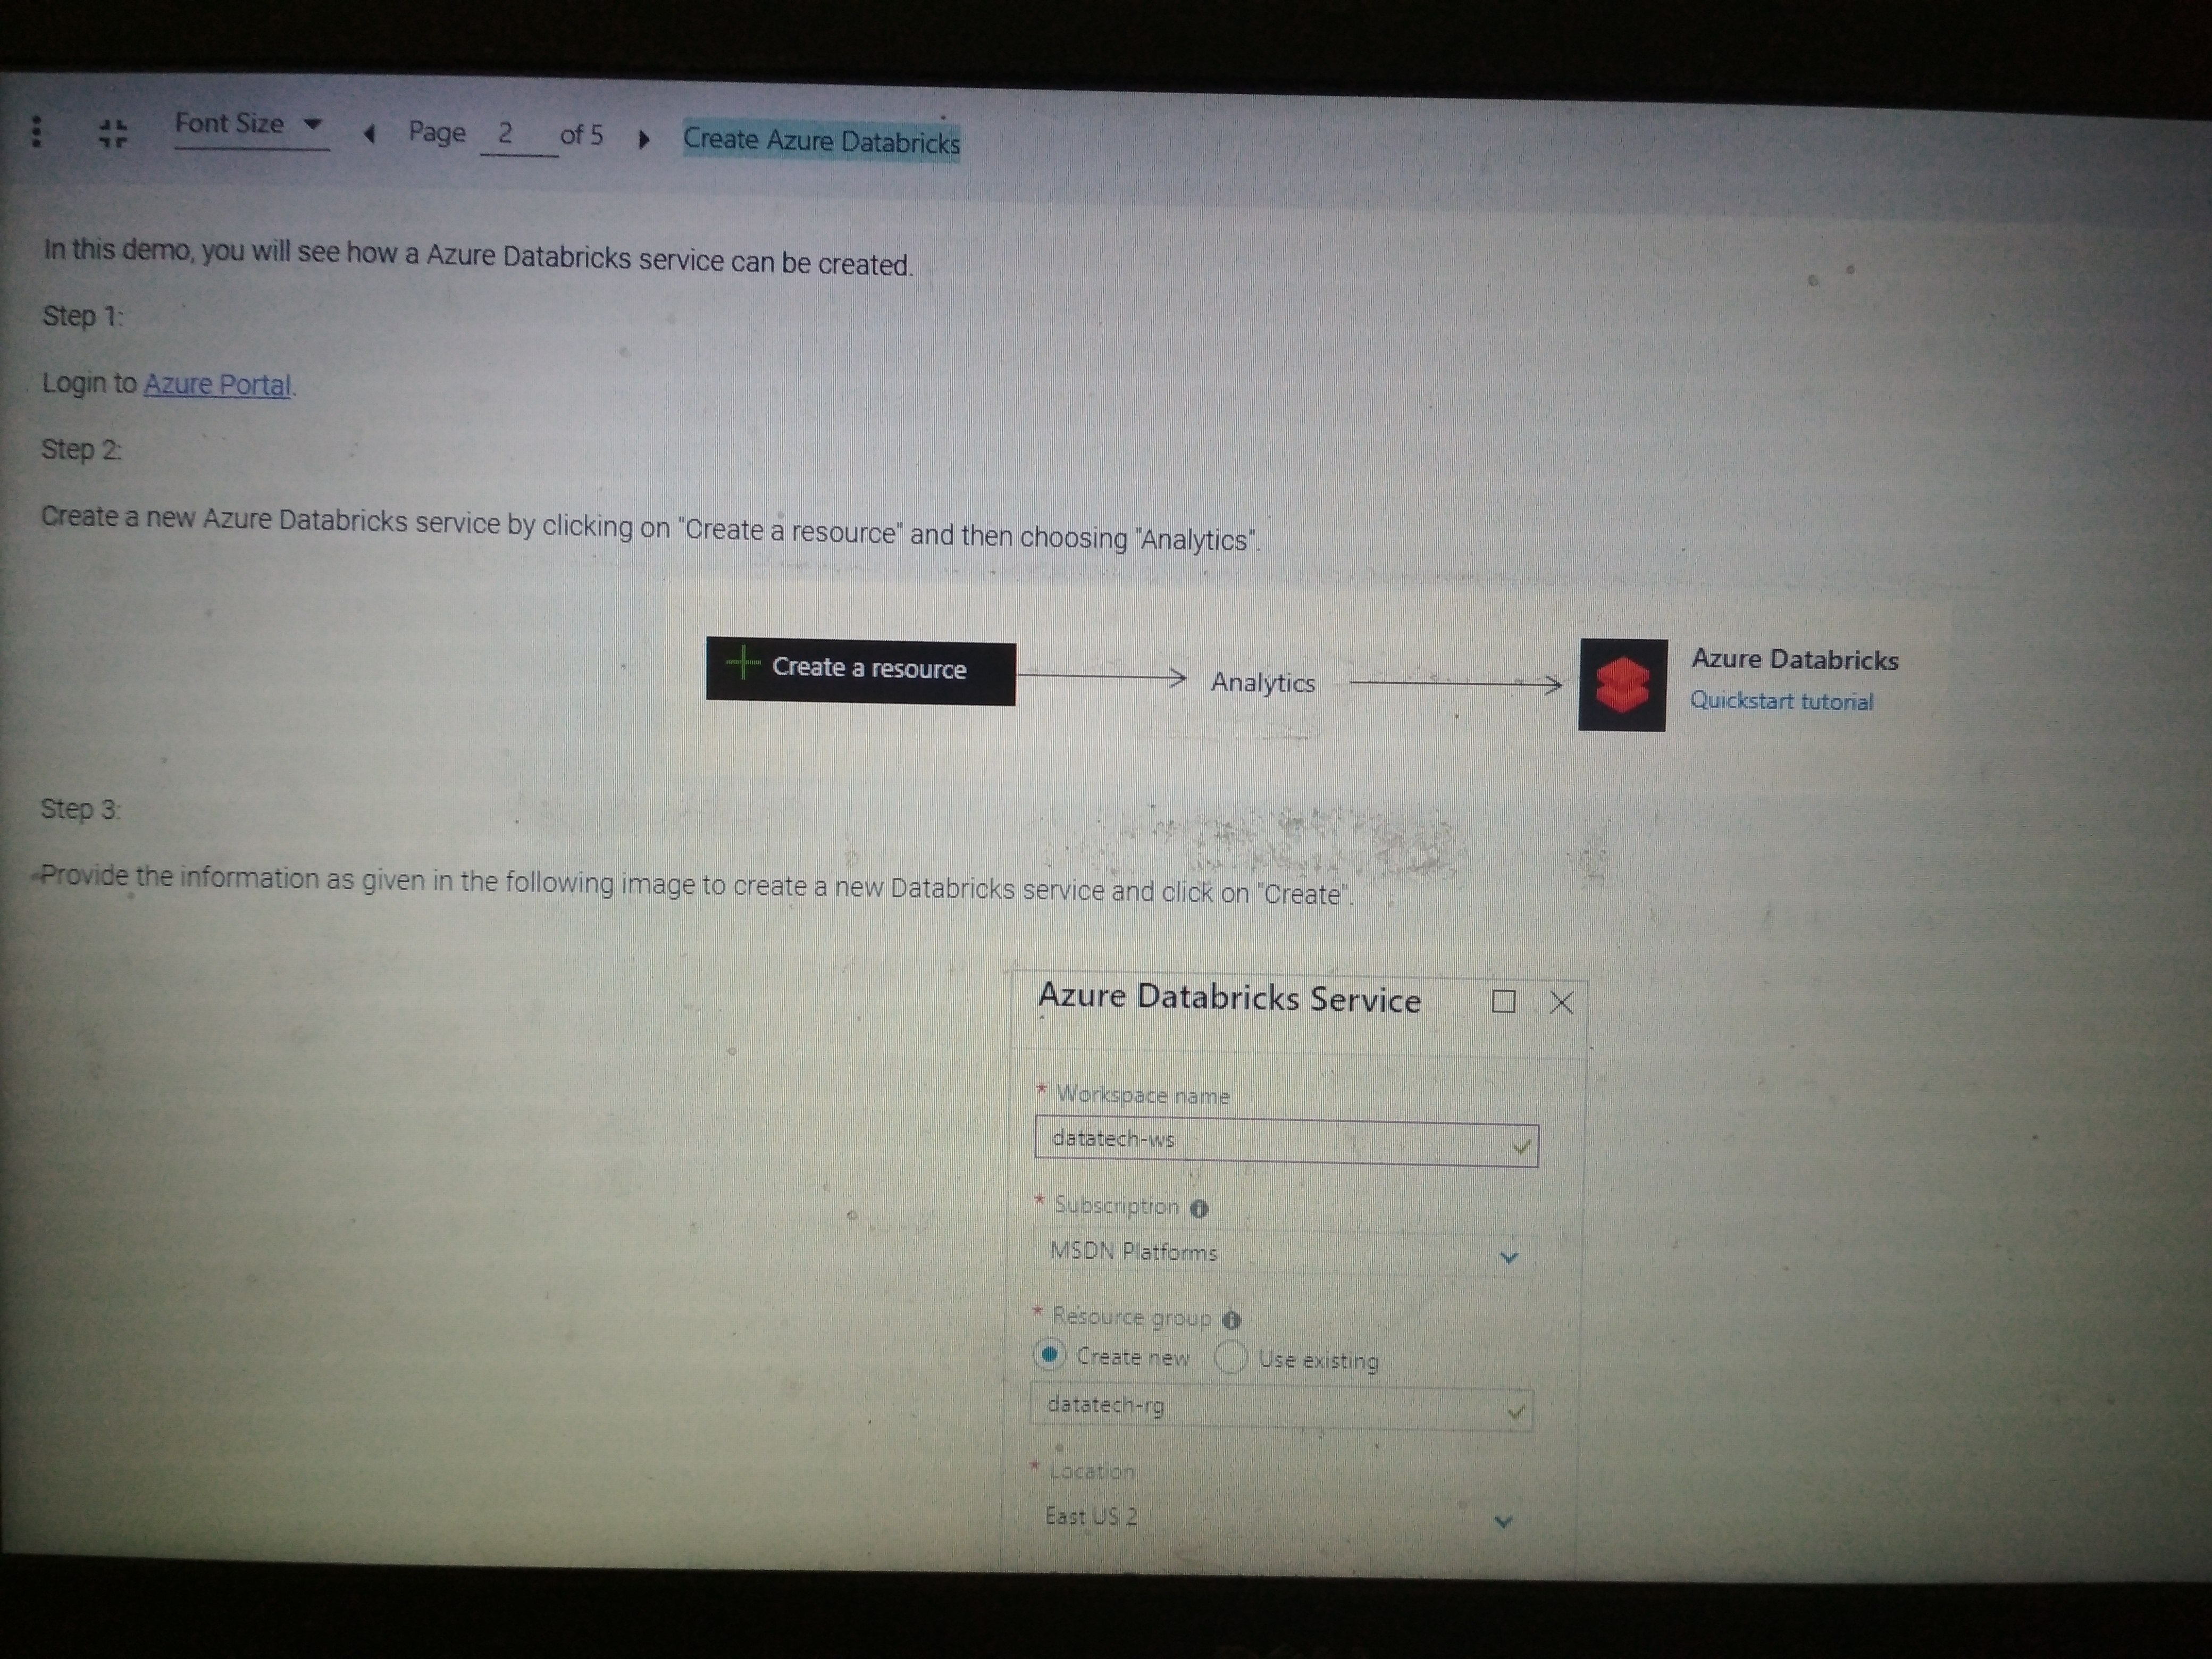 Font Size
Page 2 of 5
Create Azure Databricks
In this demo, you will see how a Azure Databricks service can be created.
Step 1:
Login to Azure Portal.
Step 2:
Create a new Azure Databricks service by clicking on "Create a resource" and then choosing "Analytics".
Create a resource
Analytics
Azure Databricks
Quickstart tutorial
Step 3:
Provide the information as given in the following image to create a new Databricks service and click on "Create".
Azure Databricks Service
* Workspace name
datatech-ws
* Subscription
MSDN Platforms
* Resource group
Create new Use existing
datatech-rg
* Location
East US 2